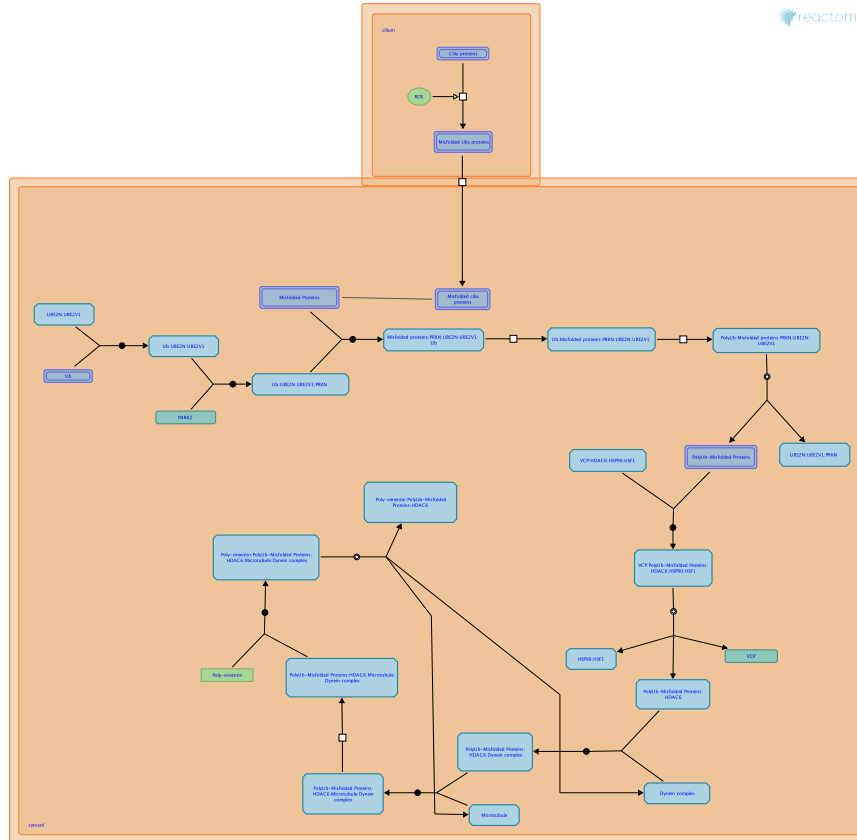 reactom
cilium
Cilia proteins
ROS
Misfolded cilia proteins
Misfolded Proteins
Misfolded cilia
proteins
UBE2N:UBE2V1
Ub
Ub:UBE2N:UBE2V1
PARK2
Ub:UBE2N:UBE2V1:PRKN
Misfolded proteins:PRKN:UBE2N:UBE2V1:
Ub
Ub:Misfolded proteins:PRKN:UBE2N:UBE2V1
PolyUb:Misfolded proteins:PRKN:UBE2N:
UBE2V1
VCP:HDAC6:HSP90:HSF1
PolyUb-Misfolded Proteins
UBE2N:UBE2V1:PRKN
Poly-vimentin:PolyUb-Misfolded
Proteins:HDAC6
Poly-vimentin:PolyUb-Misfolded Proteins:
HDAC6:Microtubule:Dynein complex
VCP:PolyUb-Misfolded Proteins:
HDAC6:HSP90:HSF1
HSP90:HSF1
VCP
Poly-vimentin
PolyUb-Misfolded Proteins:HDAC6:Microtubule:
Dynein complex
PolyUb-Misfolded Proteins:
HDAC6
PolyUb-Misfolded Proteins:
HDAC6:Dynein complex
PolyUb-Misfolded Proteins:
HDAC6:Microtubule:Dynein
complex
Dynein complex
Microtubule
cytosol